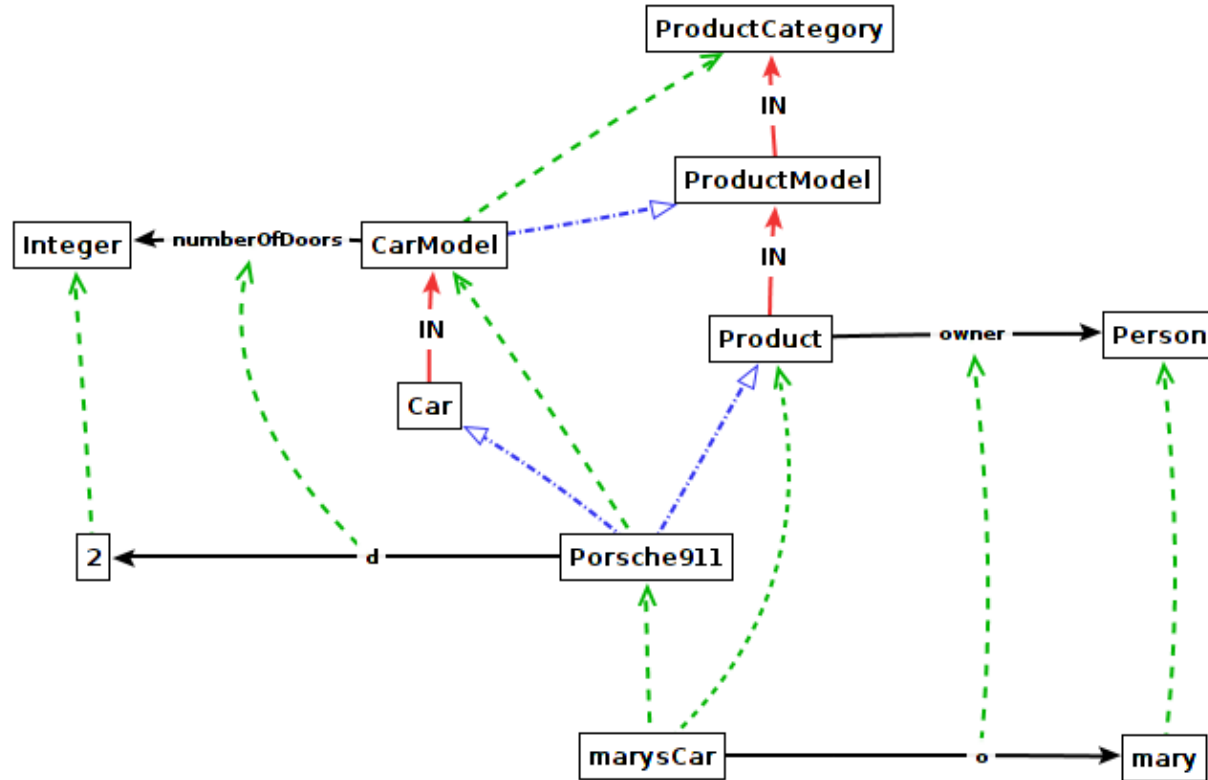 ProductCategory
IN
ProductModel
Integer
numberOfDoors
CarModel
IN
IN
Product
owner
Person
Car
2
d
Porsche911
marysCar
o
mary